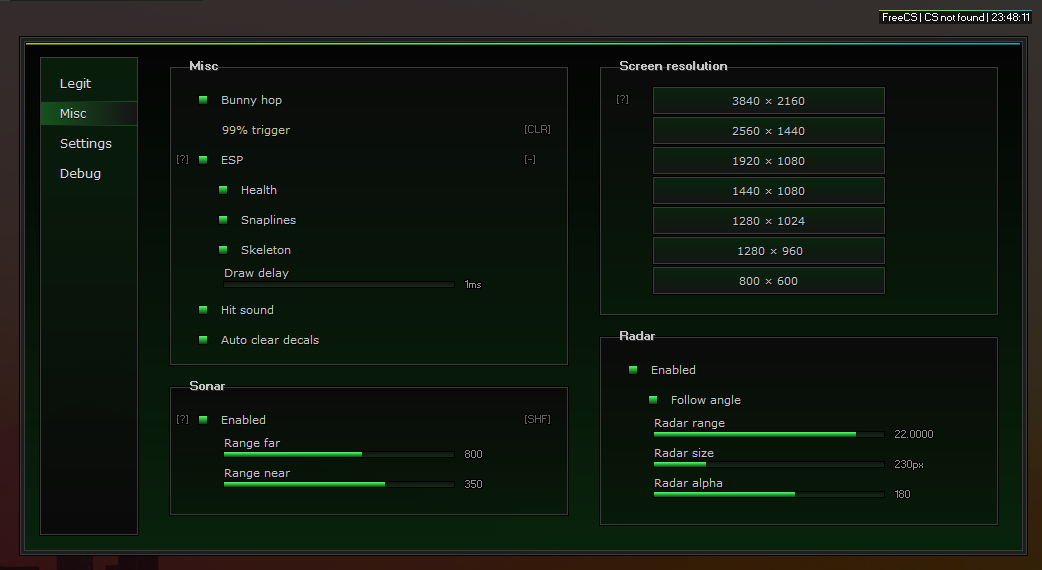 FreeCS | CS not found | 23:48:11
Legit
Misc
Settings
Debug
Misc
Bunny hop
99% trigger [CLR]
[?] ESP [-]
Health
Snaplines
Skeleton
Draw delay
1ms
Hit sound
Auto clear decals
Sonar
[?] Enabled [SHF]
Range far
800
Range near
350
Screen resolution
[?] 3840 × 2160
2560 × 1440
1920 × 1080
1440 × 1080
1280 × 1024
1280 × 960
800 × 600
Radar
Enabled
Follow angle
Radar range
22.0000
Radar size
230px
Radar alpha
180